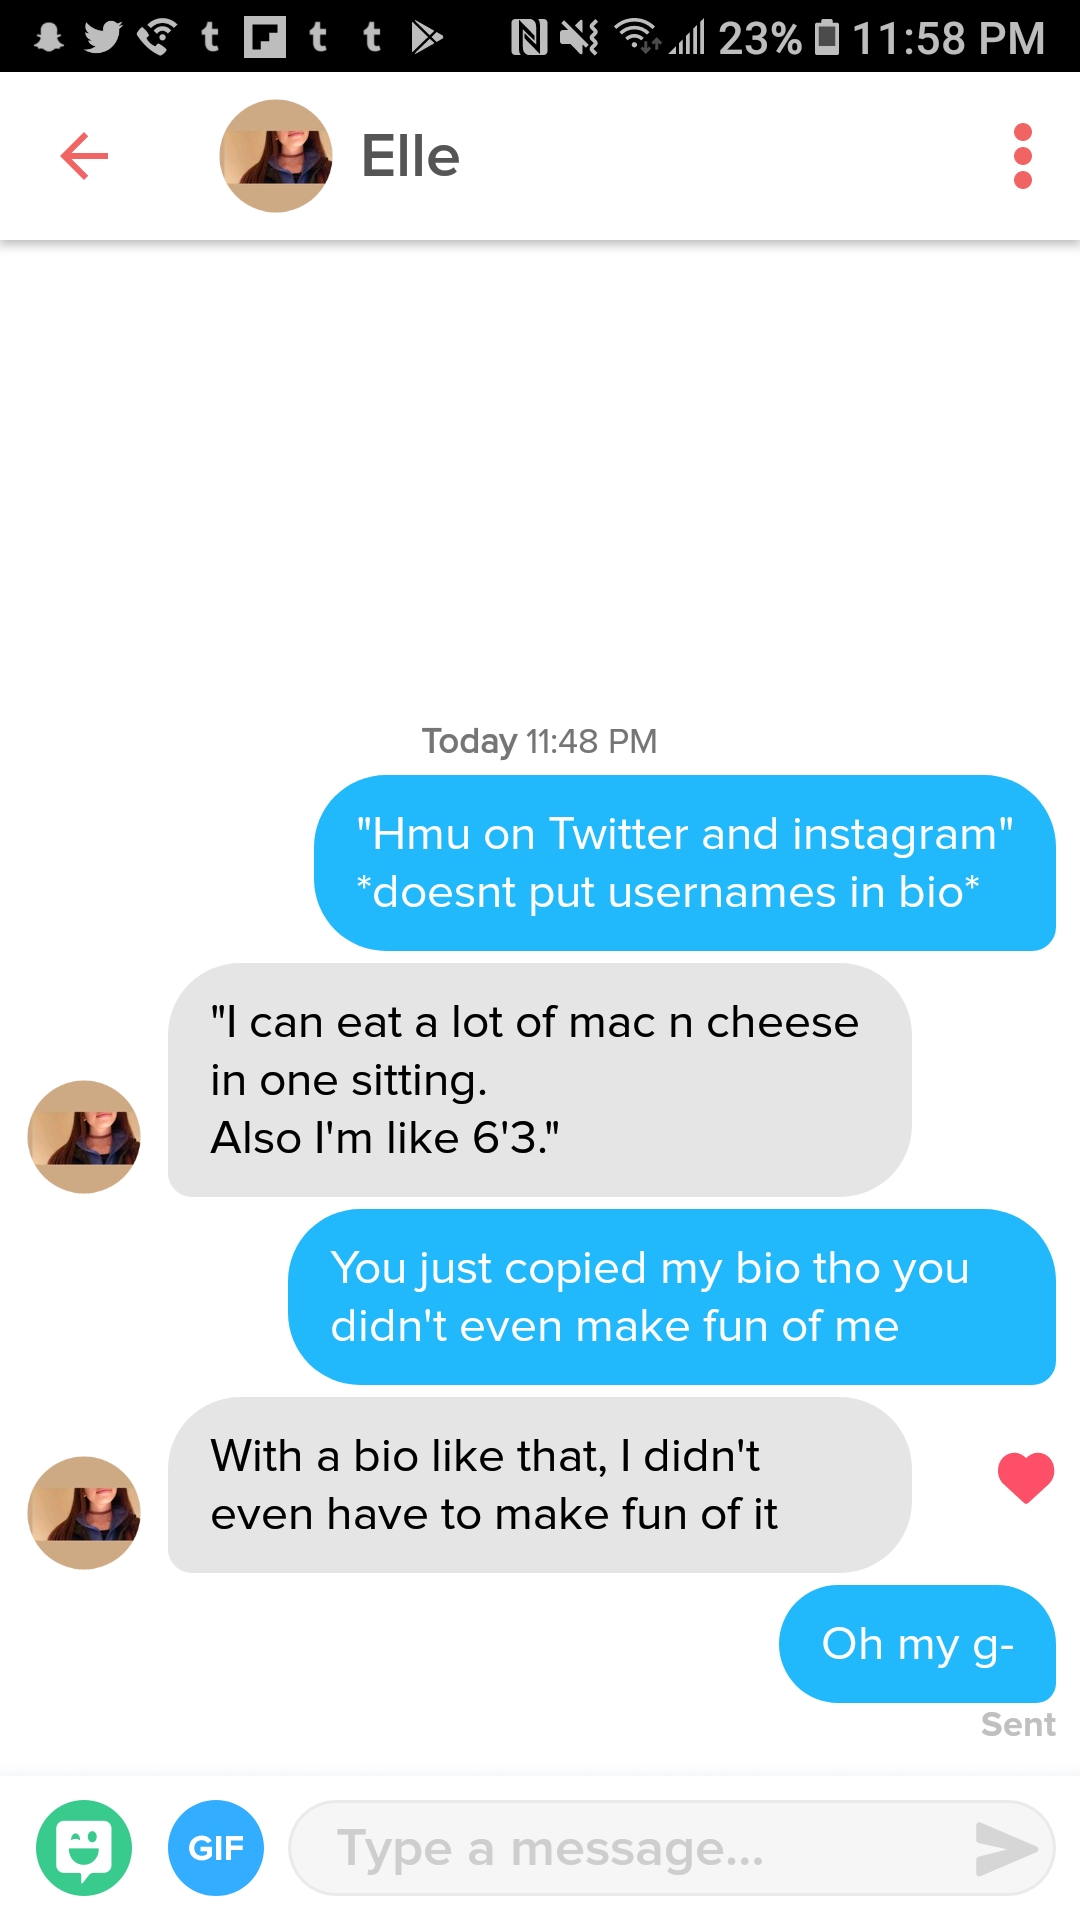 23% 11:58 PM
Elle
Today 11:48 PM
"Hmu on Twitter and instagram"
*doesnt put usernames in bio*
"I can eat a lot of mac n cheese
in one sitting.
Also I'm like 6'3."
You just copied my bio tho you
didn't even make fun of me
With a bio like that, I didn't
even have to make fun of it
Oh my g-
Sent
GIF
Type a message...